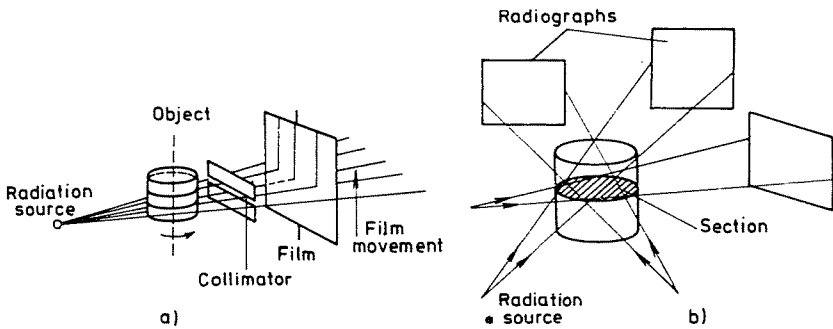 Object
Radiation
source
Collimator
Film
Film
movement
a)
Radiographs
Section
Radiation
source
b)